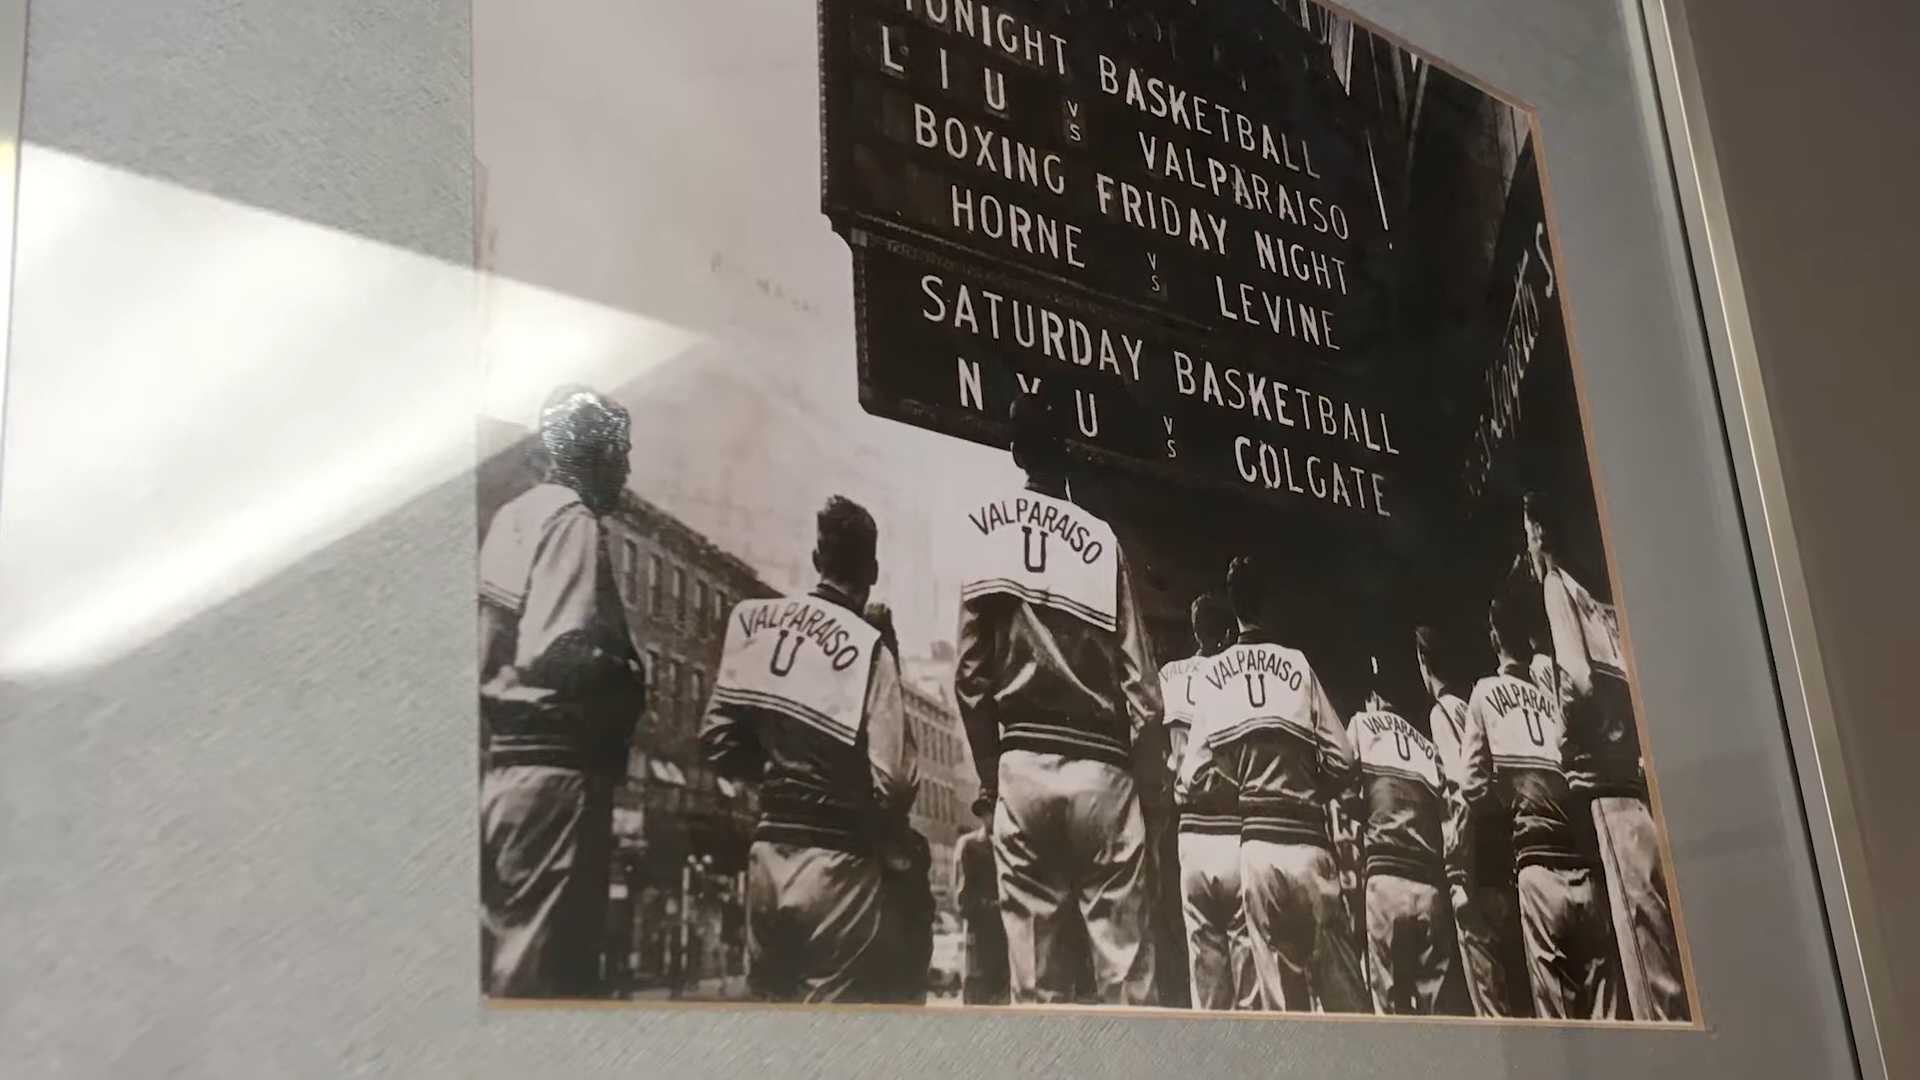 TONIGHT BASKETBALL
L I U VS VALPARAISO
BOXING FRIDAY NIGHT
HORNE VS LEVINE
SATURDAY BASKETBALL
N Y U VS COLGATE
VALPARAISO
U
VALPARAISO
U
VALPARAISO
U
VALPARAISO
U
VALPARAISO
U